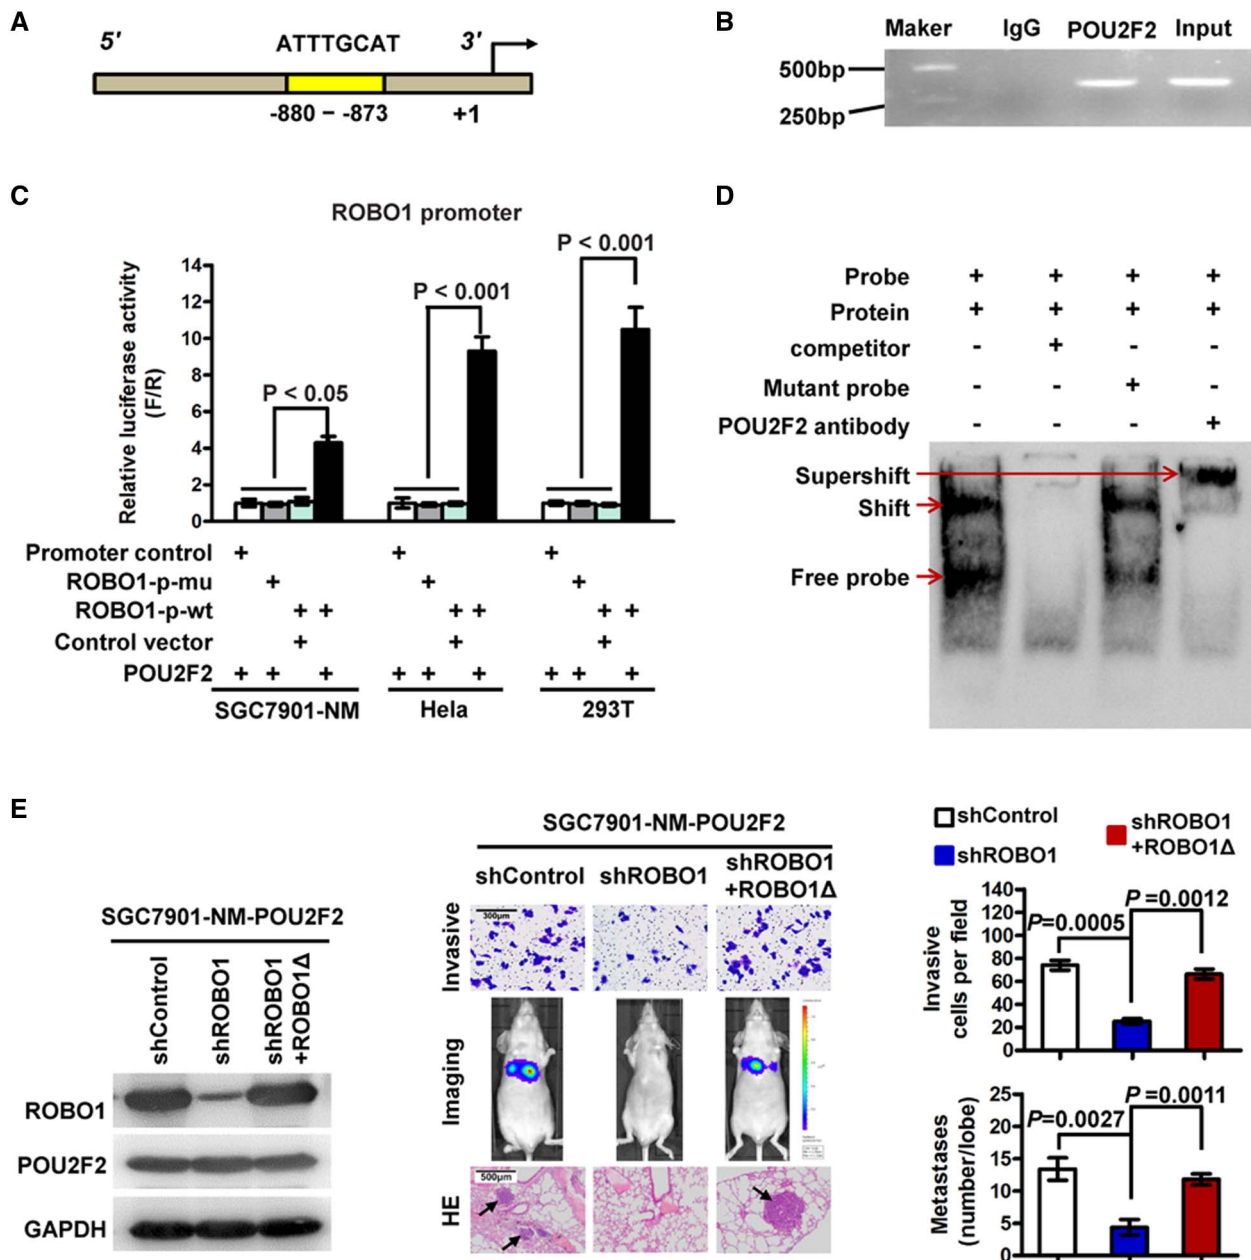 A
5' ATTTGCAT 3'
-880 – -873 +1
B
Maker IgG POU2F2 Input
500bp
250bp
C
ROBO1 promoter
Relative luciferase activity
(F/R)
14
12
10
8
6
4
2
0
P < 0.05
P < 0.001
P < 0.001
Promoter control + + +
ROBO1-p-mu + + +
ROBO1-p-wt + + + + + +
Control vector + + +
POU2F2 + + + + + + + + +
SGC7901-NM Hela 293T
D
Probe + + + +
Protein + + + +
competitor - + - -
Mutant probe - - + -
POU2F2 antibody - - - +
Supershift
Shift
Free probe
E
SGC7901-NM-POU2F2
shControl
shROBO1
shROBO1
+ROBO1Δ
ROBO1
POU2F2
GAPDH
SGC7901-NM-POU2F2
shControl shROBO1 shROBO1
+ROBO1Δ
Invasive
300μm
Imaging
HE
500μm
shControl
shROBO1
shROBO1
+ROBO1Δ
Invasive
cells per field
140
120
100
80
60
40
20
0
P=0.0005
P =0.0012
Metastases
(number/lobe)
25
20
15
10
5
0
P=0.0027
P =0.0011